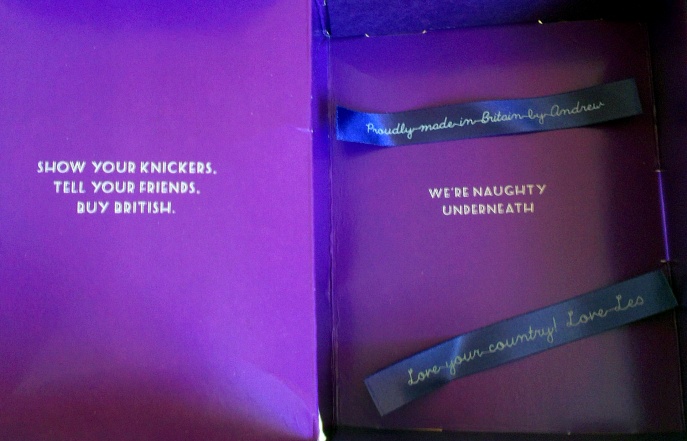 SHOW YOUR KNICKERS.
TELL YOUR FRIENDS.
BUY BRITISH.
Proudly made in Britain by Andrew
WE'RE NAUGHTY
UNDERNEATH
Love your country! Love Les